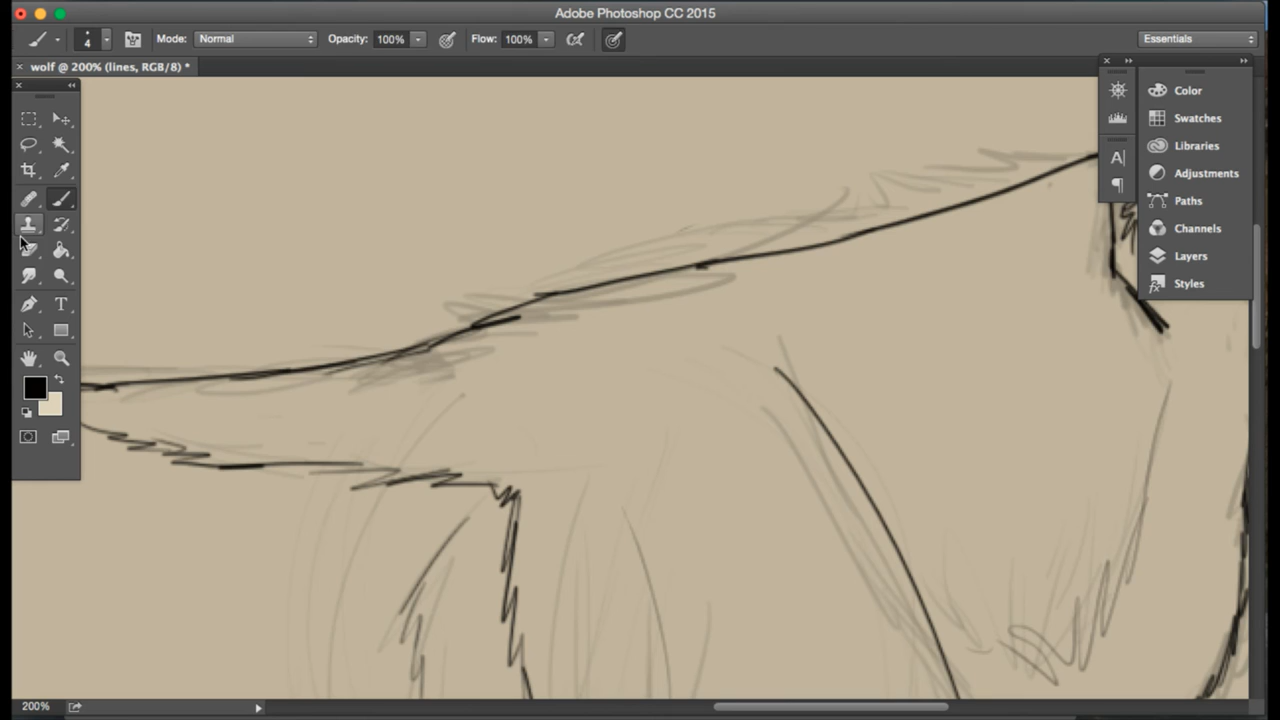 Adobe Photoshop CC 2015
4 Mode: Normal Opacity: 100% Flow: 100% Essentials
wolf @ 200% (lines, RGB/8) *
Color
Swatches
Libraries
Adjustments
Paths
Channels
Layers
Styles
A
T
200%